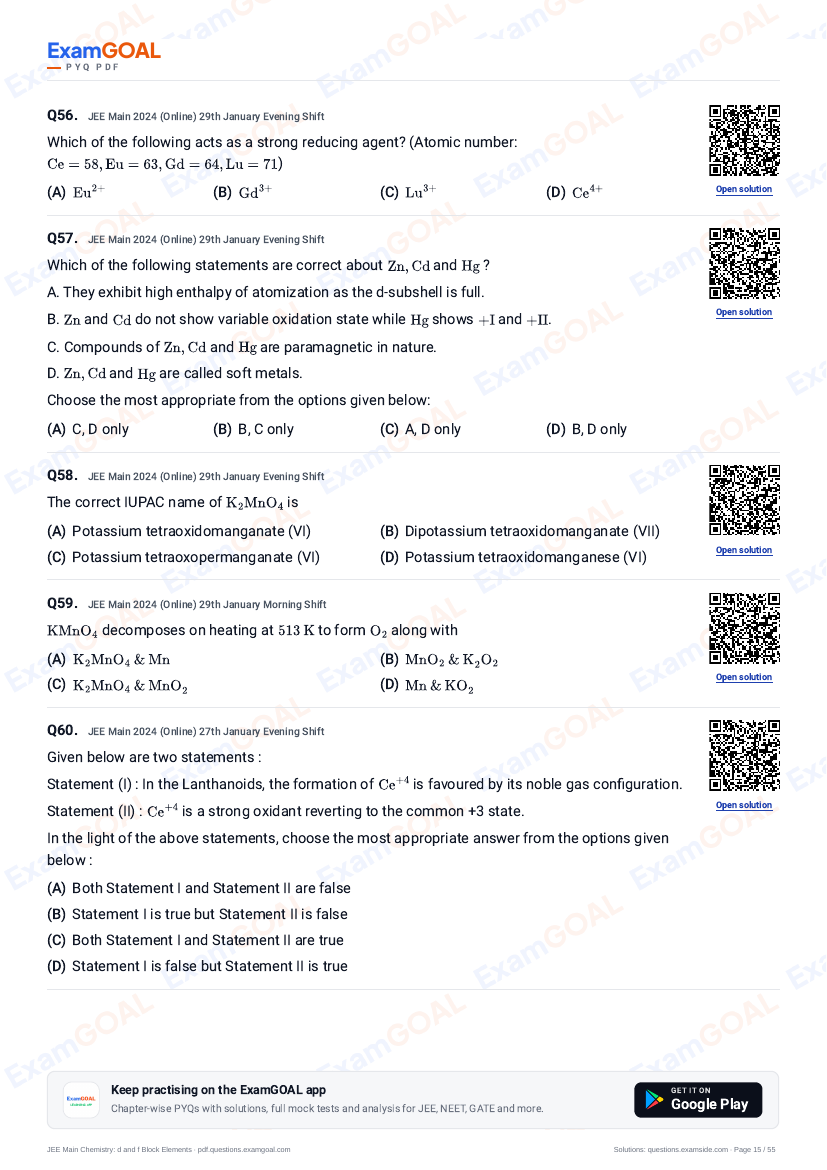 ExamGOAL
PYQ PDF
Q56. JEE Main 2024 (Online) 29th January Evening Shift
Which of the following acts as a strong reducing agent? (Atomic number:
Ce = 58, Eu = 63, Gd = 64, Lu = 71)
(A) Eu²⁺ (B) Gd³⁺ (C) Lu³⁺ (D) Ce⁴⁺
Open solution
Q57. JEE Main 2024 (Online) 29th January Evening Shift
Which of the following statements are correct about Zn, Cd and Hg ?
A. They exhibit high enthalpy of atomization as the d-subshell is full.
B. Zn and Cd do not show variable oxidation state while Hg shows +I and +II.
C. Compounds of Zn, Cd and Hg are paramagnetic in nature.
D. Zn, Cd and Hg are called soft metals.
Choose the most appropriate from the options given below:
(A) C, D only (B) B, C only (C) A, D only (D) B, D only
Open solution
Q58. JEE Main 2024 (Online) 29th January Evening Shift
The correct IUPAC name of K₂MnO₄ is
(A) Potassium tetraoxidomanganate (VI) (B) Dipotassium tetraoxidomanganate (VII)
(C) Potassium tetraoxopermanganate (VI) (D) Potassium tetraoxidomanganese (VI)
Open solution
Q59. JEE Main 2024 (Online) 29th January Morning Shift
KMnO₄ decomposes on heating at 513 K to form O₂ along with
(A) K₂MnO₄ & Mn (B) MnO₂ & K₂O₂
(C) K₂MnO₄ & MnO₂ (D) Mn & KO₂
Open solution
Q60. JEE Main 2024 (Online) 27th January Evening Shift
Given below are two statements :
Statement (I) : In the Lanthanoids, the formation of Ce⁺⁴ is favoured by its noble gas configuration.
Statement (II) : Ce⁺⁴ is a strong oxidant reverting to the common +3 state.
In the light of the above statements, choose the most appropriate answer from the options given
below :
(A) Both Statement I and Statement II are false
(B) Statement I is true but Statement II is false
(C) Both Statement I and Statement II are true
(D) Statement I is false but Statement II is true
Open solution
ExamGOAL
Keep practising on the ExamGOAL app
Chapter-wise PYQs with solutions, full mock tests and analysis for JEE, NEET, GATE and more.
GET IT ON
Google Play
JEE Main Chemistry: d and f Block Elements · pdf.questions.examgoal.com
Solutions: questions.examside.com · Page 15 / 55